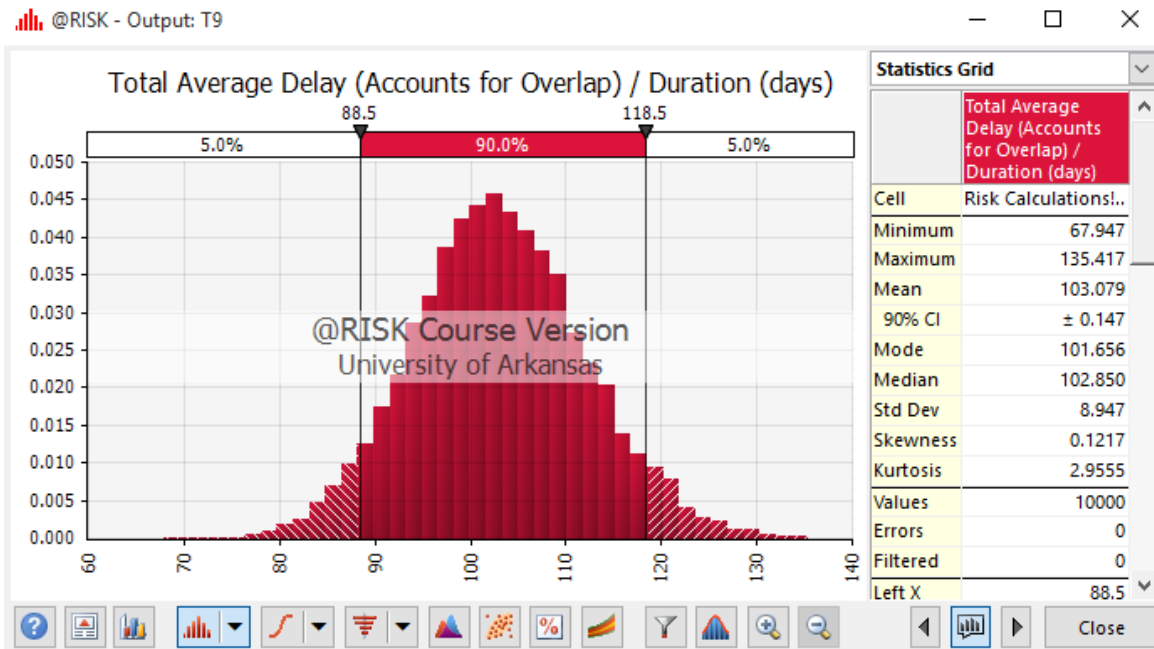 @RISK - Output: T9
Total Average Delay (Accounts for Overlap) / Duration (days)
88.5 118.5
5.0% 90.0% 5.0%
0.050
0.045
0.040
0.035
0.030
0.025
0.020
0.015
0.010
0.005
0.000
60 70 80 90 100 110 120 130 140
@RISK Course Version
University of Arkansas
Statistics Grid
Total Average
Delay (Accounts
for Overlap) /
Duration (days)
Cell Risk Calculations!..
Minimum 67.947
Maximum 135.417
Mean 103.079
90% CI ± 0.147
Mode 101.656
Median 102.850
Std Dev 8.947
Skewness 0.1217
Kurtosis 2.9555
Values 10000
Errors 0
Filtered 0
Left X 88.5
Close